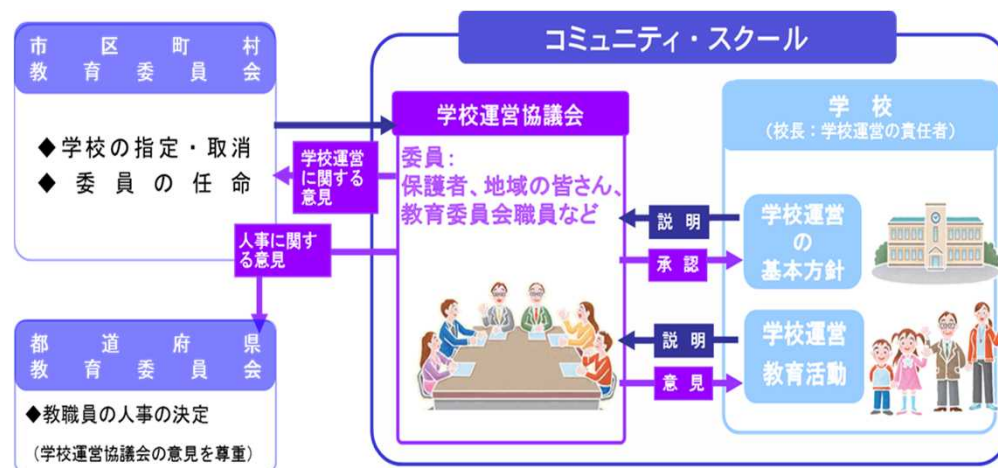 コミュニティ・スクール
市区町村
教育委員会
◆学校の指定・取消
◆委員の任命
学校運営
に関する
意見
人事に関す
る意見
都道府県
教育委員会
◆教職員の人事の決定
(学校運営協議会の意見を尊重)
学校運営協議会
委員:
保護者、地域の皆さん、
教育委員会職員など
説明
承認
説明
意見
学校
(校長:学校運営の責任者)
学校運営
の
基本方針
学校運営
教育活動